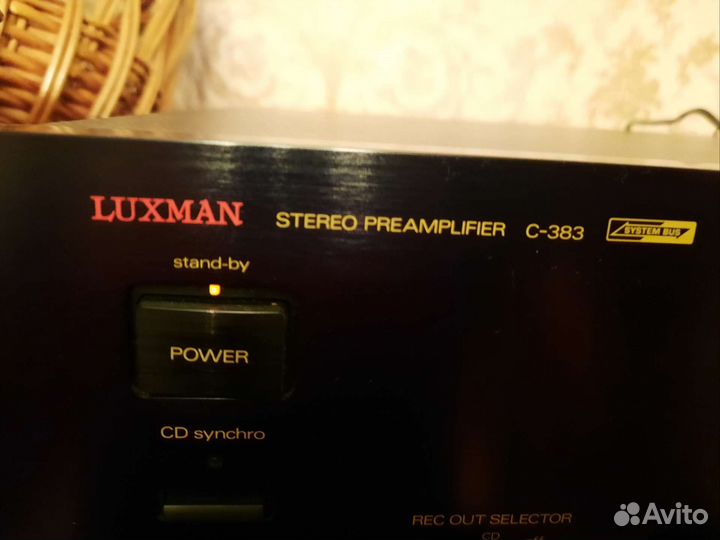 LUXMAN STEREO PREAMPLIFIER C-383 SYSTEM BUS
stand-by
POWER
CD synchro
REC OUT SELECTOR
CD
Avito